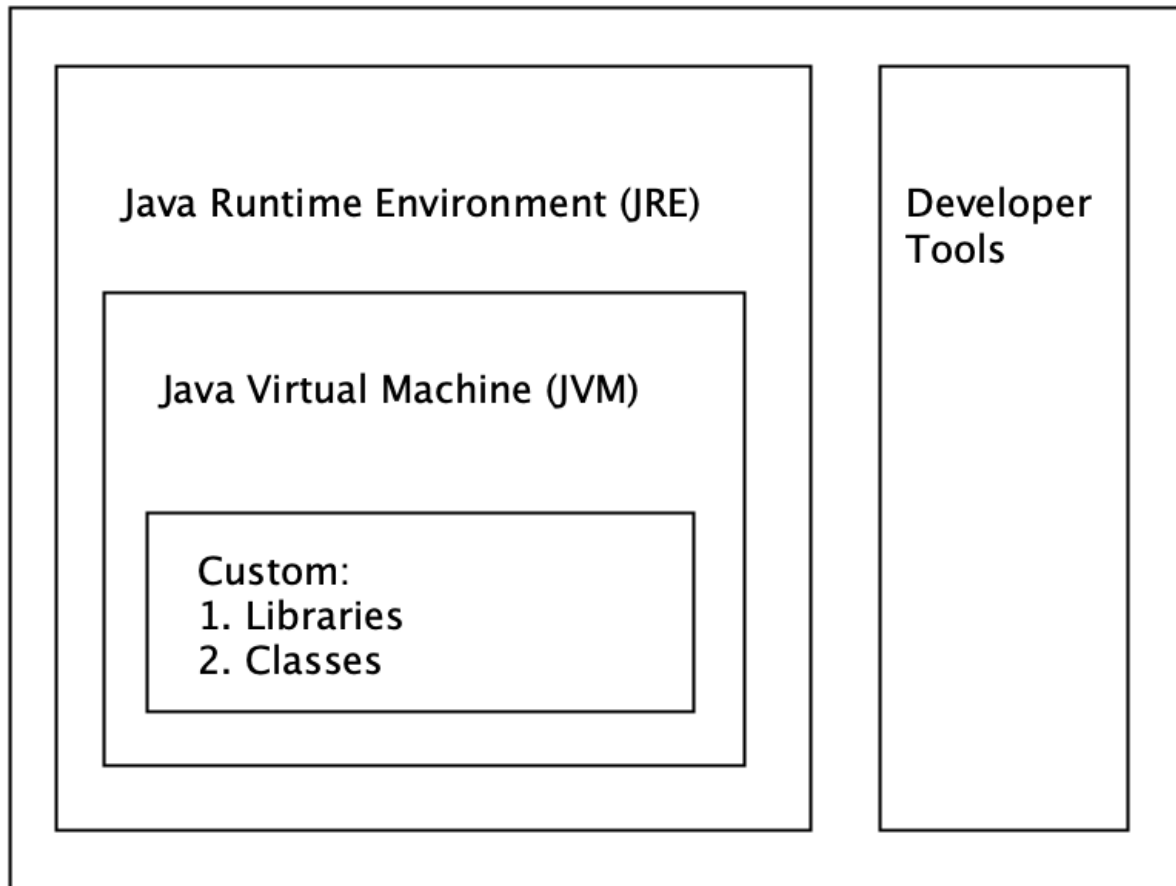 Java Runtime Environment (JRE)
Developer
Tools
Java Virtual Machine (JVM)
Custom:
1. Libraries
2. Classes